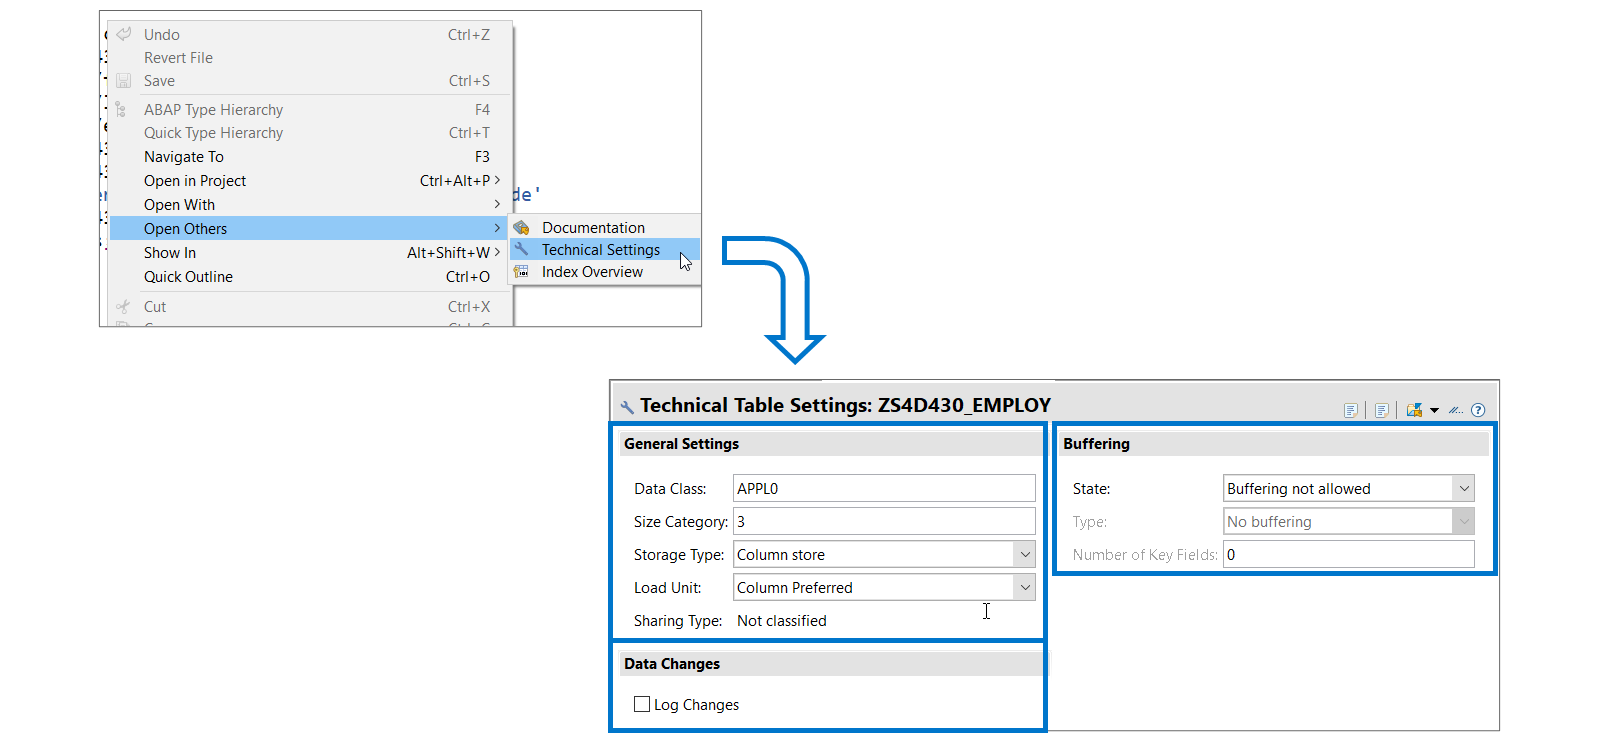 Undo Ctrl+Z
Revert File
Save Ctrl+S
ABAP Type Hierarchy F4
Quick Type Hierarchy Ctrl+T
Navigate To F3
Open in Project Ctrl+Alt+P
de'
Open With
Open Others
Documentation
Show In Alt+Shift+W
Technical Settings
Quick Outline Ctrl+O
Index Overview
Cut Ctrl+X
Technical Table Settings: ZS4D430_EMPLOY
General Settings
Data Class: APPL0
Size Category: 3
Storage Type: Column store
Load Unit: Column Preferred
Sharing Type: Not classified
Data Changes
Log Changes
Buffering
State: Buffering not allowed
Type: No buffering
Number of Key Fields: 0